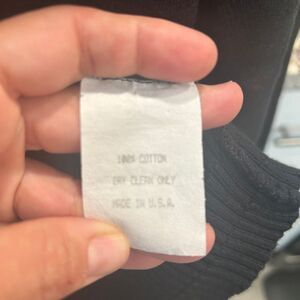 100% COTTON
DRY CLEAN ONLY
MADE IN U.S.A.